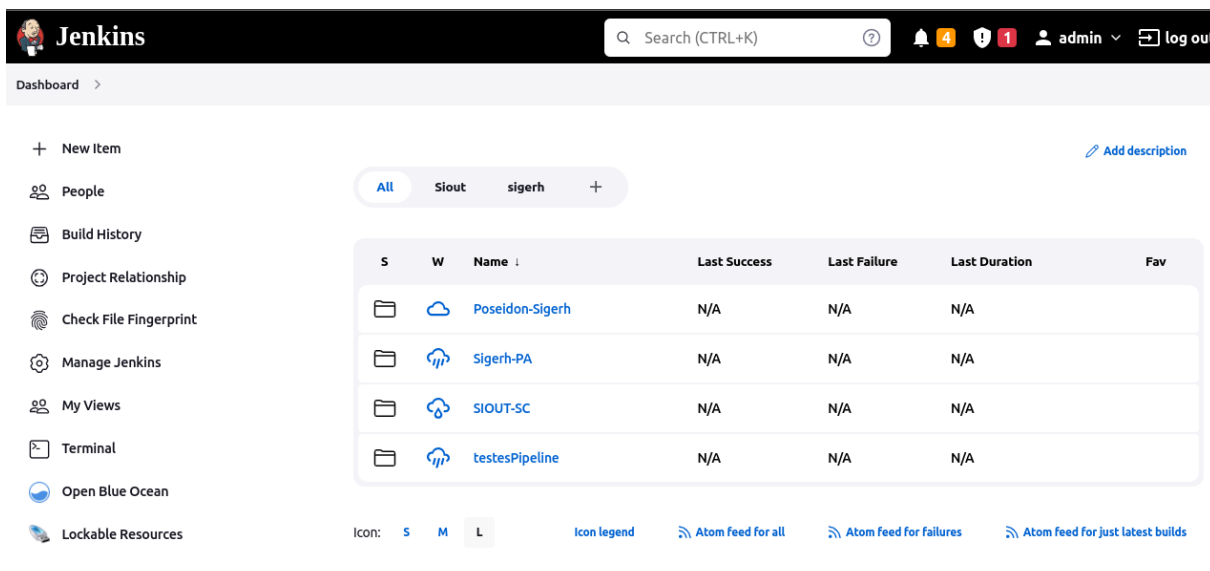 Jenkins Search (CTRL+K) 4 1 admin log ou
Dashboard
New Item
Add description
People
All Siout sigerh +
Build History
S W Name ↓ Last Success Last Failure Last Duration Fav
Project Relationship
Poseidon-Sigerh N/A N/A N/A
Check File Fingerprint
Sigerh-PA N/A N/A N/A
Manage Jenkins
My Views
SIOUT-SC N/A N/A N/A
Terminal
testesPipeline N/A N/A N/A
Open Blue Ocean
Lockable Resources
Icon: S M L Icon legend Atom feed for all Atom feed for failures Atom feed for just latest builds